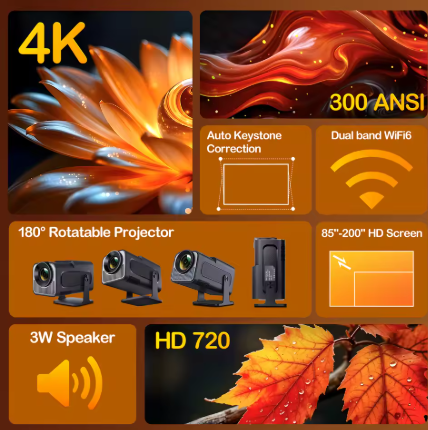 4K
300 ANSI
Auto Keystone
Correction
Dual band WiFi6
180° Rotatable Projector
85"-200" HD Screen
3W Speaker
HD 720